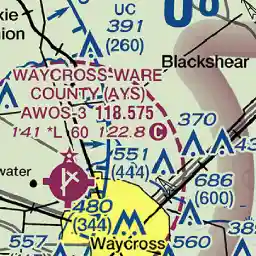 UC
391
(260)
Blackshear
WAYCROSS-WARE
COUNTY (AYS)
AWOS-3 118.575
141 *L 60 122.8 C
370
551
(444)
686
(600)
water
480
(344)
Waycross
557
560